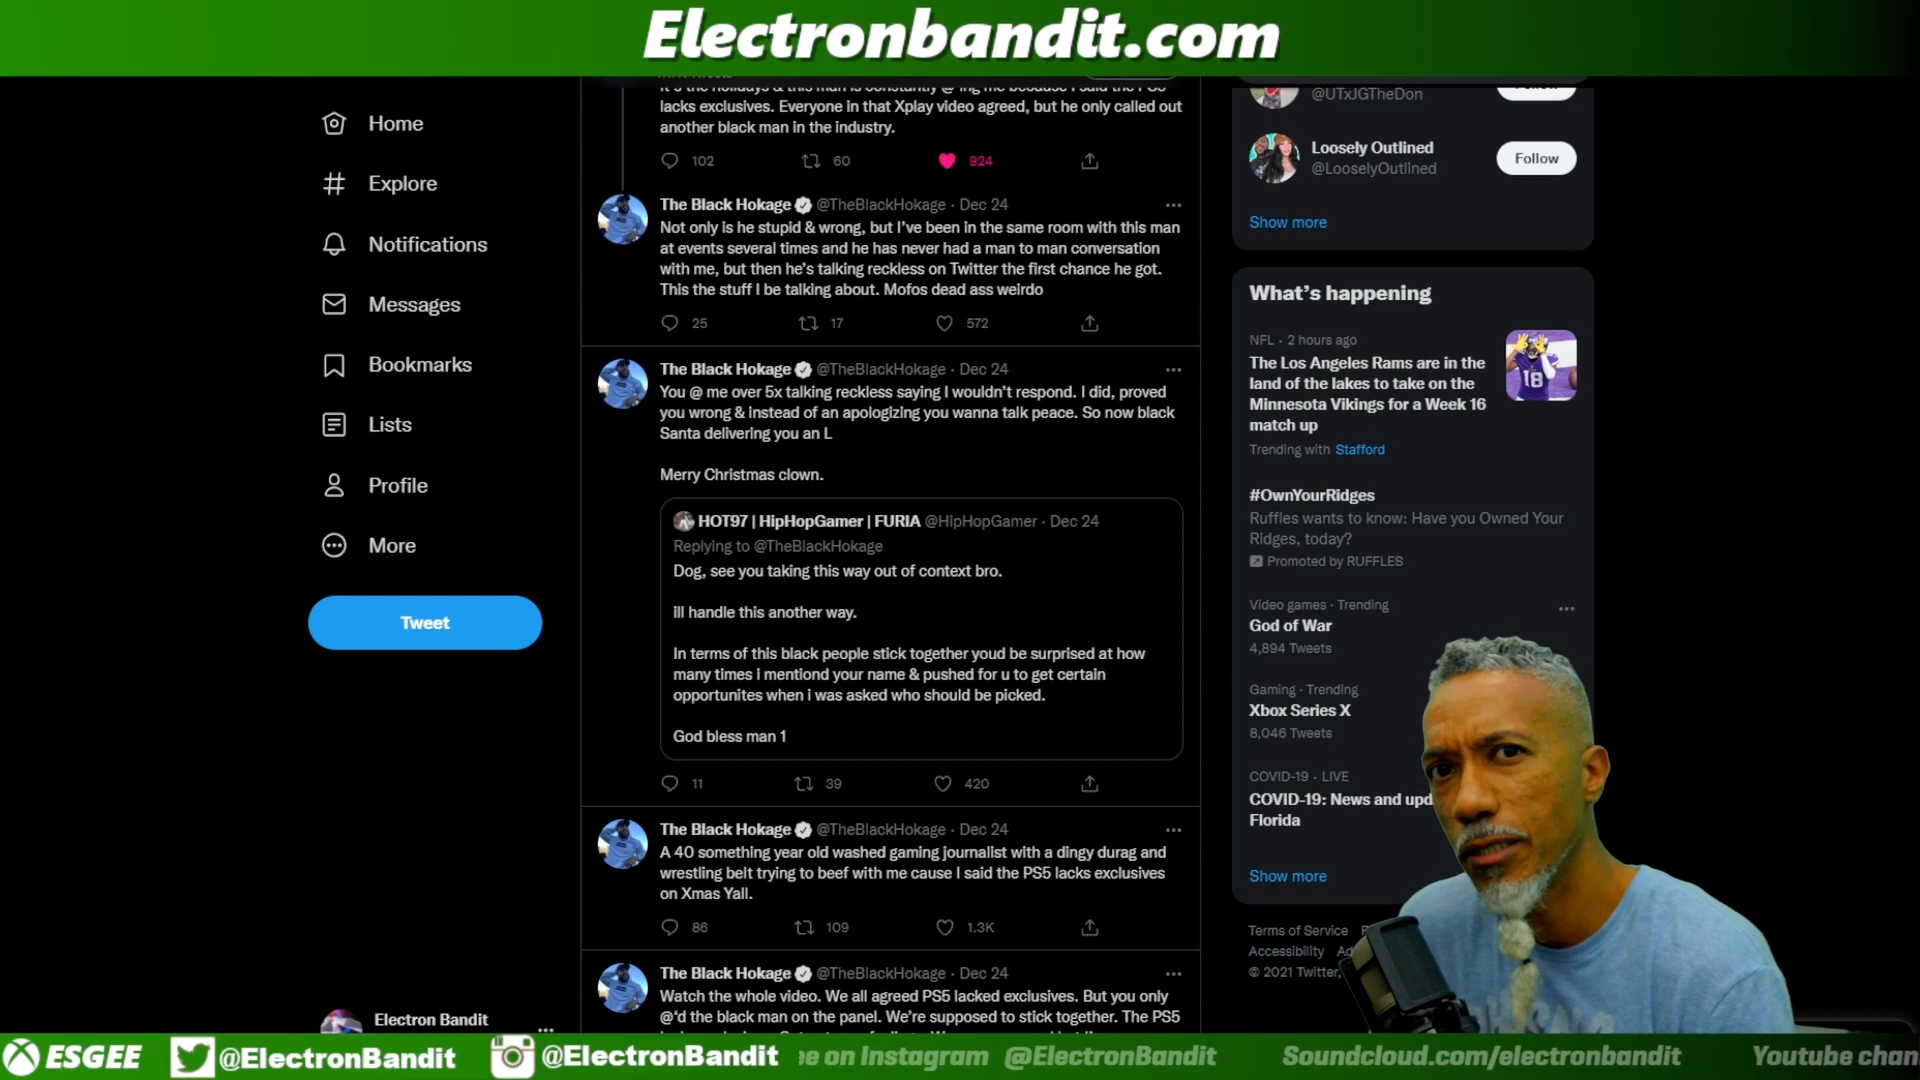 Electronbandit.com
Home
Explore
Notifications
Messages
Bookmarks
Lists
Profile
More
Tweet
Electron Bandit
lacks exclusives. Everyone in that Xplay video agreed, but he only called out
another black man in the industry.
102 60 924
The Black Hokage @TheBlackHokage · Dec 24
Not only is he stupid & wrong, but I've been in the same room with this man
at events several times and he has never had a man to man conversation
with me, but then he's talking reckless on Twitter the first chance he got.
This the stuff I be talking about. Mofos dead ass weirdo
25 17 572
The Black Hokage @TheBlackHokage · Dec 24
You @ me over 5x talking reckless saying I wouldn't respond. I did, proved
you wrong & instead of an apologizing you wanna talk peace. So now black
Santa delivering you an L
Merry Christmas clown.
HOT97 | HipHopGamer | FURIA @HipHopGamer · Dec 24
Replying to @TheBlackHokage
Dog, see you taking this way out of context bro.
ill handle this another way.
In terms of this black people stick together youd be surprised at how
many times i mentiond your name & pushed for u to get certain
opportunites when i was asked who should be picked.
God bless man 1
11 39 420
The Black Hokage @TheBlackHokage · Dec 24
A 40 something year old washed gaming journalist with a dingy durag and
wrestling belt trying to beef with me cause I said the PS5 lacks exclusives
on Xmas Yall.
86 109 1.3K
The Black Hokage @TheBlackHokage · Dec 24
Watch the whole video. We all agreed PS5 lacked exclusives. But you only
@'d the black man on the panel. We're supposed to stick together. The PS5
@UTxJGTheDon
Loosely Outlined
@LooselyOutlined
Follow
Show more
What's happening
NFL · 2 hours ago
The Los Angeles Rams are in the
land of the lakes to take on the
Minnesota Vikings for a Week 16
match up
Trending with Stafford
#OwnYourRidges
Ruffles wants to know: Have you Owned Your
Ridges, today?
Promoted by RUFFLES
Video games · Trending
God of War
4,894 Tweets
Gaming · Trending
Xbox Series X
8,046 Tweets
COVID-19 · LIVE
COVID-19: News and upd
Florida
Show more
Terms of Service
Accessibility Ad
© 2021 Twitter,
ESGEE @ElectronBandit @ElectronBandit e on Instagram @ElectronBandit Soundcloud.com/electronbandit Youtube chan